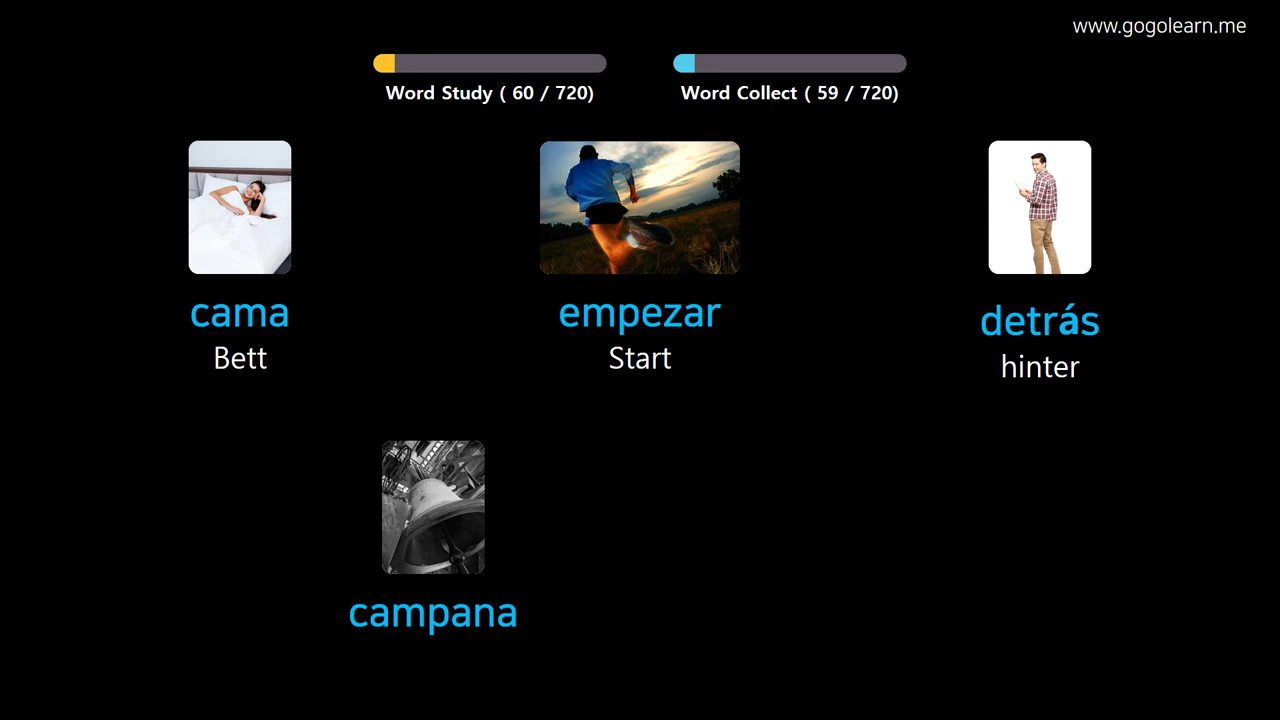 www.gogolearn.me
Word Study ( 60 / 720)
Word Collect ( 59 / 720)
cama
Bett
empezar
Start
detrás
hinter
campana